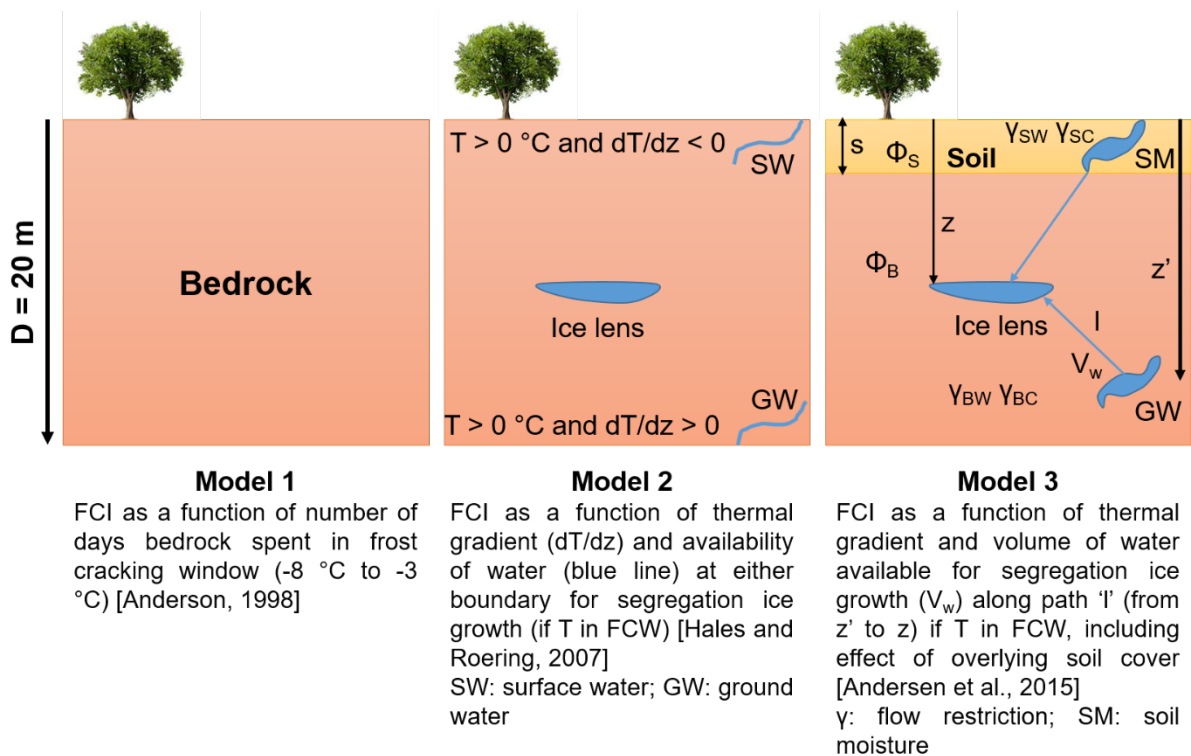 D = 20 m
Bedrock
T > 0 °C and dT/dz < 0
SW
Ice lens
GW
T > 0 °C and dT/dz > 0
γSW γSC
s
ΦS
Soil
SM
z
z’
ΦB
Ice lens
l
Vw
γBW γBC
GW
Model 1
FCI as a function of number of
days bedrock spent in frost
cracking window (-8 °C to -3
°C) [Anderson, 1998]
Model 2
FCI as a function of thermal
gradient (dT/dz) and availability
of water (blue line) at either
boundary for segregation ice
growth (if T in FCW) [Hales and
Roering, 2007]
SW: surface water; GW: ground
water
Model 3
FCI as a function of thermal
gradient and volume of water
available for segregation ice
growth (Vw) along path ‘l’ (from
z’ to z) if T in FCW, including
effect of overlying soil cover
[Andersen et al., 2015]
γ: flow restriction; SM: soil
moisture